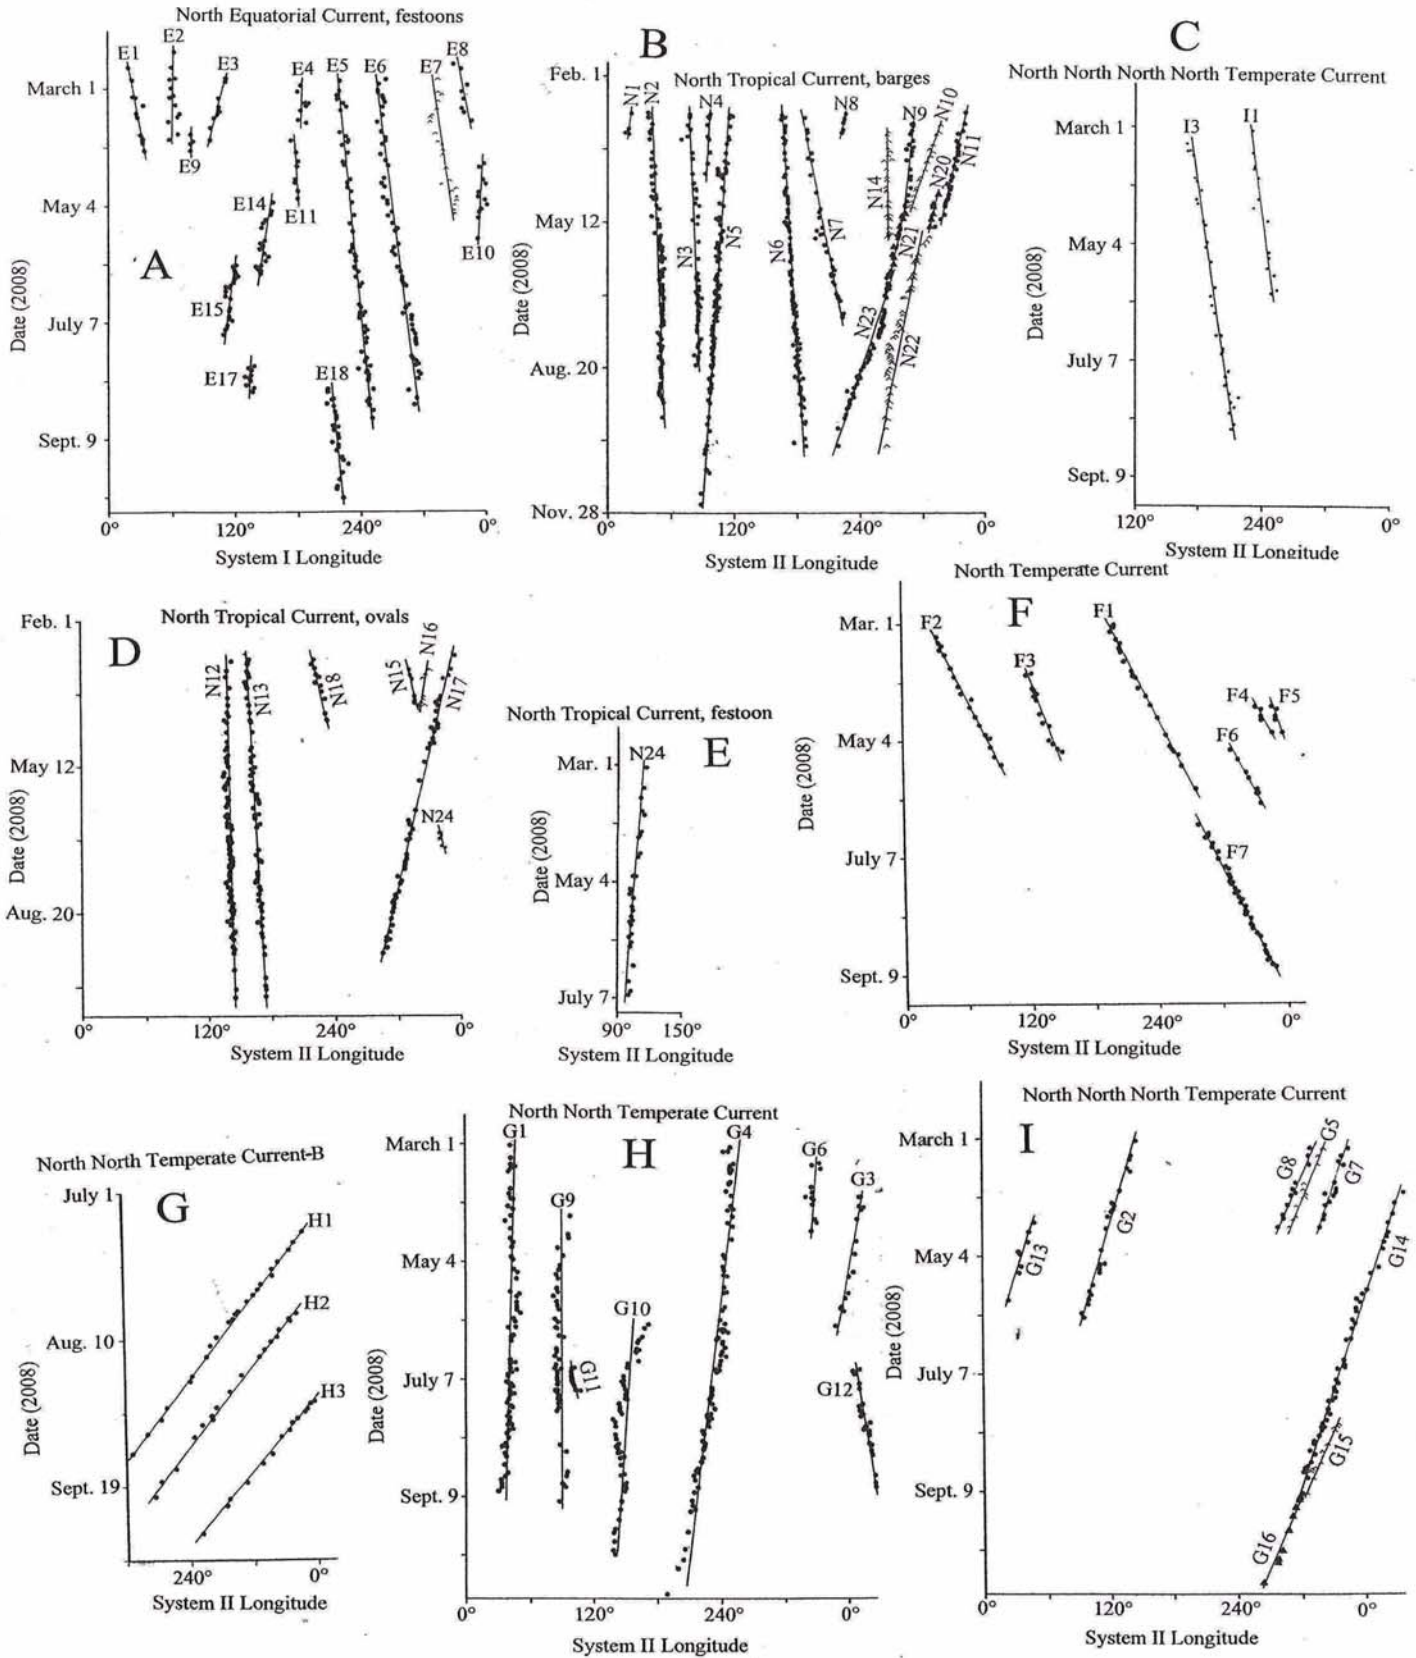 North Equatorial Current, festoons
A
E1
E2
E3
E4
E5
E6
E7
E8
E9
E10
E11
E14
E15
E17
E18
March 1
May 4
July 7
Sept. 9
Date (2008)
0° 120° 240° 0°
System I Longitude
B
North Tropical Current, barges
N1
N2
N3
N4
N5
N6
N7
N8
N9
N10
N11
N14
N20
N21
N22
N23
Feb. 1
May 12
Aug. 20
Nov. 28
Date (2008)
0° 120° 240° 0°
System II Longitude
C
North North North North Temperate Current
I3
I1
March 1
May 4
July 7
Sept. 9
Date (2008)
120° 240° 0°
System II Longitude
North Tropical Current, ovals
D
N12
N13
N18
N15
N16
N17
N24
Feb. 1
May 12
Aug. 20
Date (2008)
0° 120° 240° 0°
System II Longitude
North Tropical Current, festoon
E
N24
Mar. 1
May 4
July 7
Date (2008)
90° 150°
System II Longitude
North Temperate Current
F
F1
F2
F3
F4
F5
F6
F7
Mar. 1
May 4
July 7
Sept. 9
Date (2008)
0° 120° 240° 0°
System II Longitude
North North Temperate Current-B
G
H1
H2
H3
July 1
Aug. 10
Sept. 19
Date (2008)
240° 0°
System II Longitude
North North Temperate Current
H
G1
G4
G6
G3
G9
G10
G11
G12
March 1
May 4
July 7
Sept. 9
Date (2008)
0° 120° 240° 0°
System II Longitude
North North North Temperate Current
I
G13
G2
G8
G5
G7
G14
G15
G16
March 1
May 4
July 7
Sept. 9
Date (2008)
0° 120° 240° 0°
System II Longitude